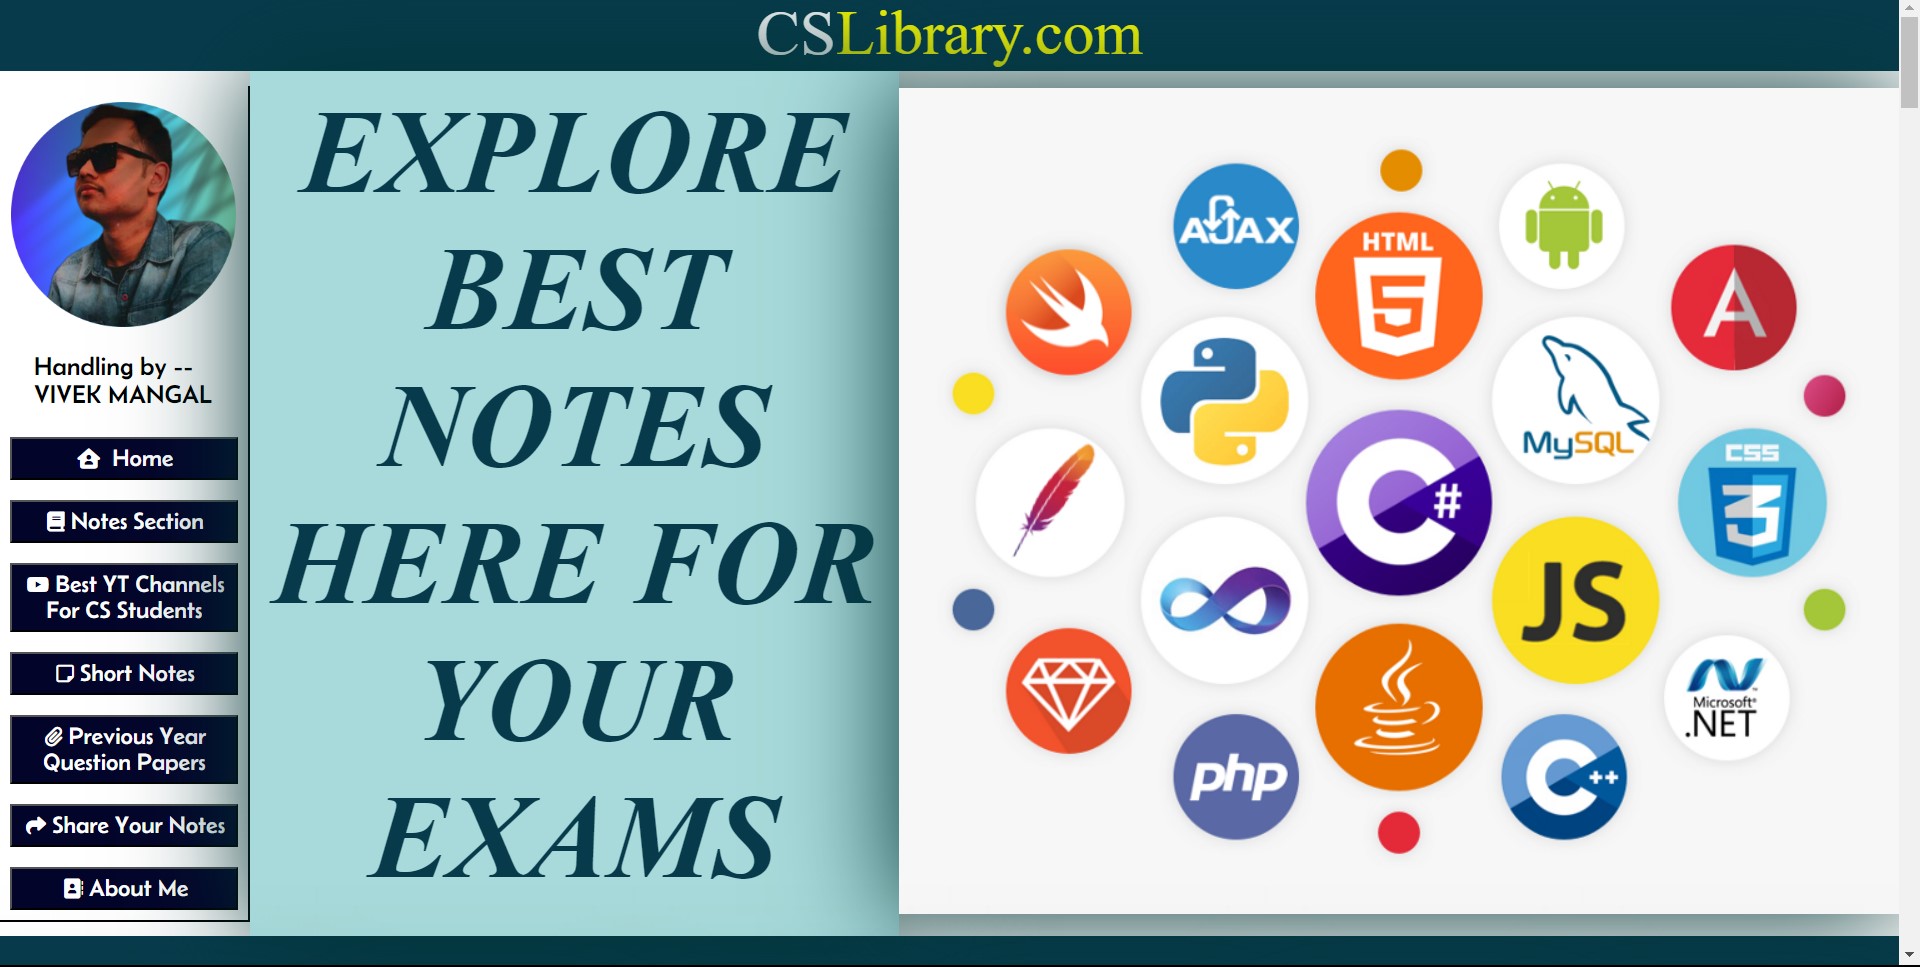 CSLibrary.com
Handling by --
VIVEK MANGAL
Home
Notes Section
Best YT Channels
For CS Students
Short Notes
Previous Year
Question Papers
Share Your Notes
About Me
EXPLORE
BEST
NOTES
HERE FOR
YOUR
EXAMS
AJAX
HTML
5
A
MySQL
CSS
3
C#
JS
Microsoft®
.NET
php
C++